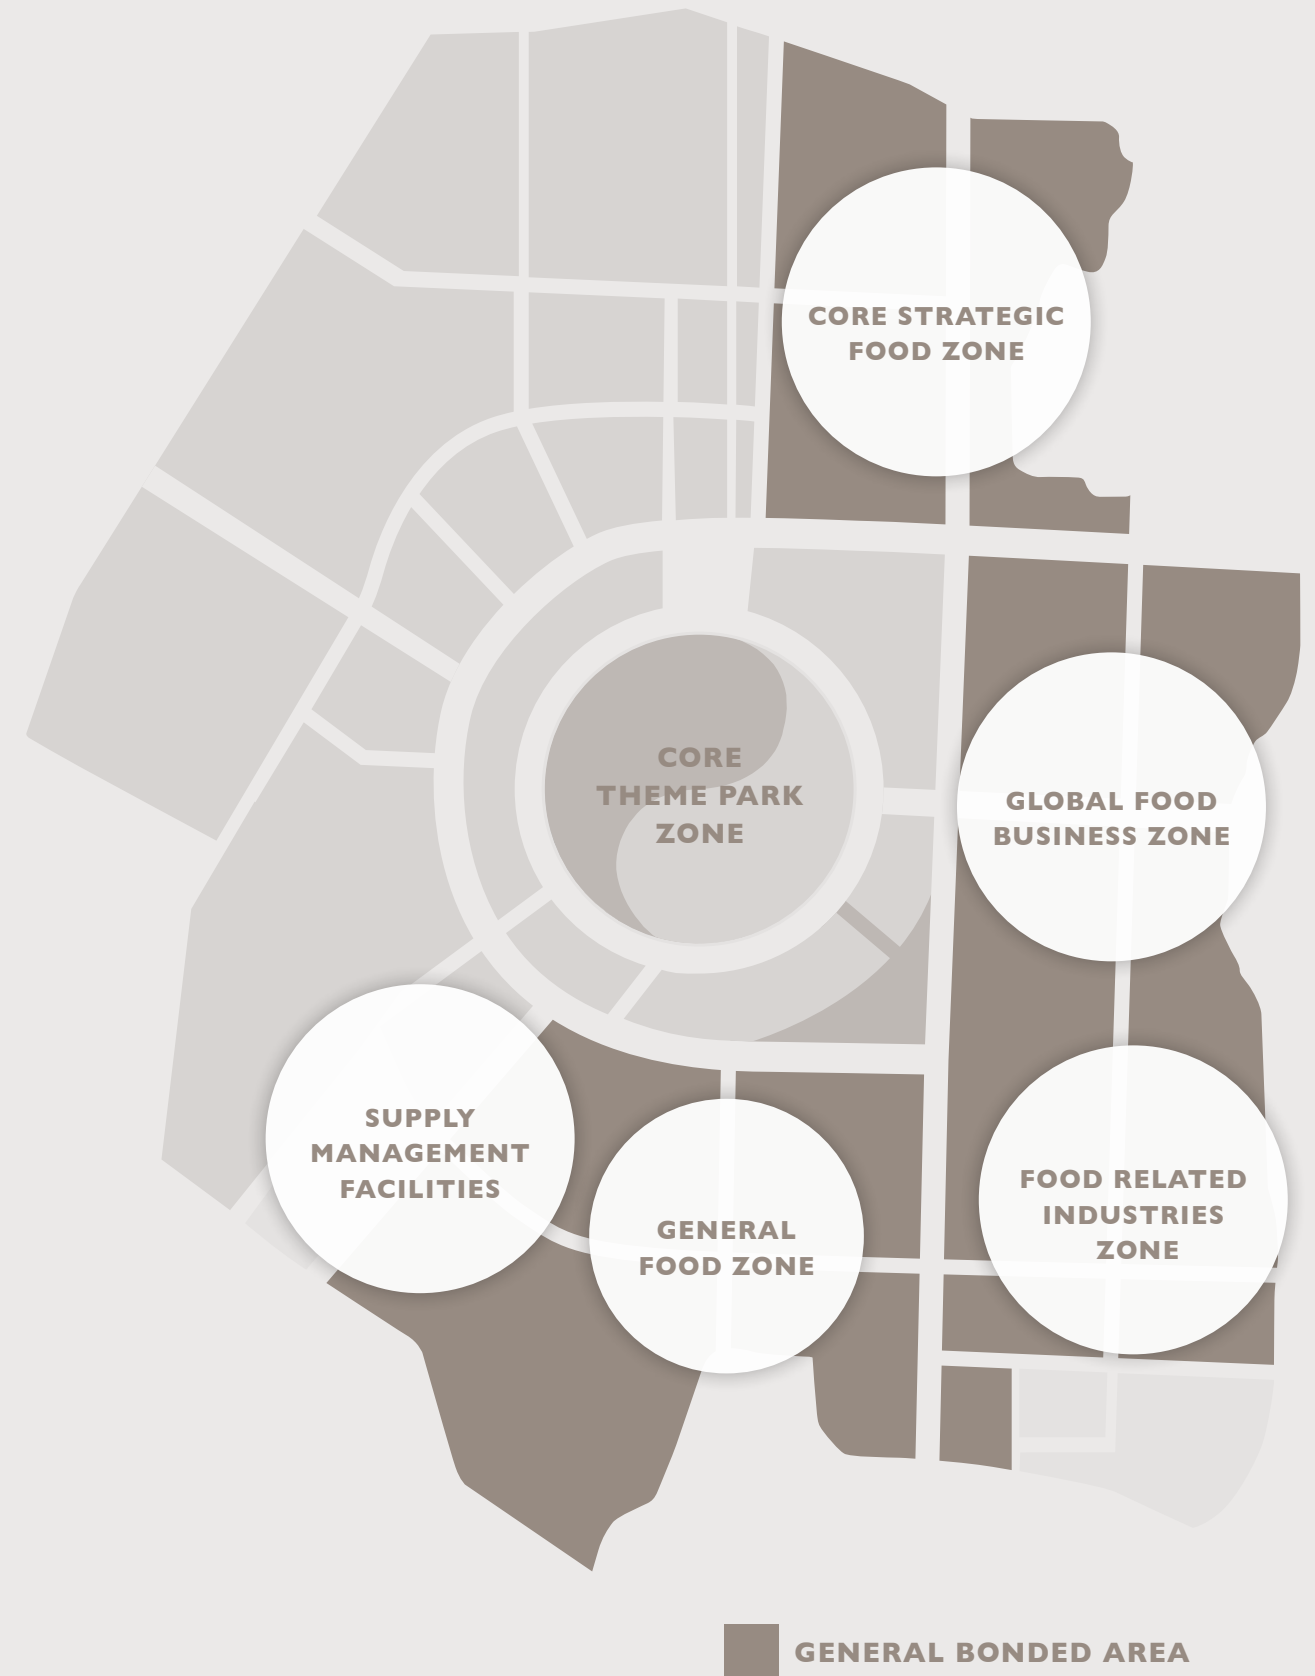 CORE STRATEGIC
FOOD ZONE
CORE
THEME PARK
ZONE
GLOBAL FOOD
BUSINESS ZONE
SUPPLY
MANAGEMENT
FACILITIES
GENERAL
FOOD ZONE
FOOD RELATED
INDUSTRIES
ZONE
GENERAL BONDED AREA